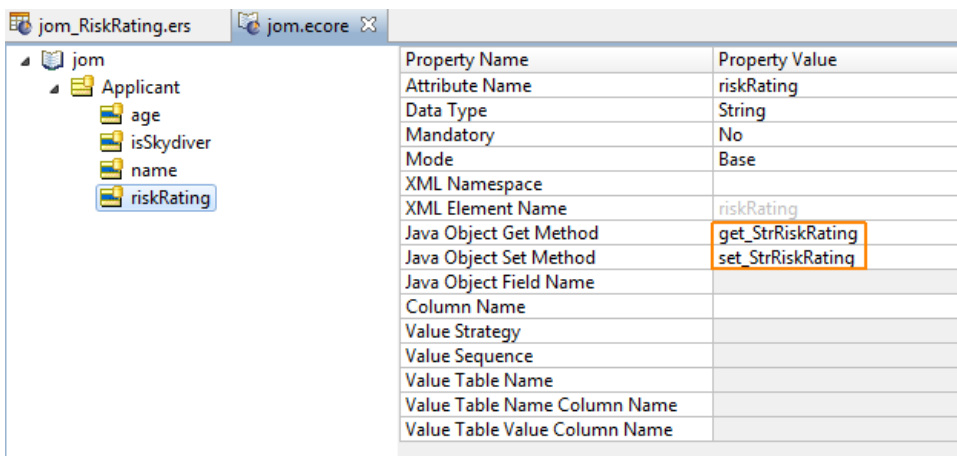 jom_RiskRating.ers jom.ecore
jom
Applicant
age
isSkydiver
name
riskRating
Property Name Property Value
Attribute Name riskRating
Data Type String
Mandatory No
Mode Base
XML Namespace
XML Element Name riskRating
Java Object Get Method get_StrRiskRating
Java Object Set Method set_StrRiskRating
Java Object Field Name
Column Name
Value Strategy
Value Sequence
Value Table Name
Value Table Name Column Name
Value Table Value Column Name